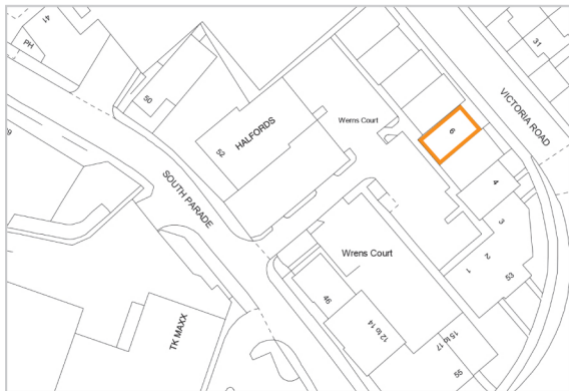 41
PH
50
31
VICTORIA ROAD
Wrens Court
HALFORDS
52
6
SOUTH PARADE
4
3
Wrens Court
2
1
53
46
TK MAXX
12 to 14
15 to 17
55